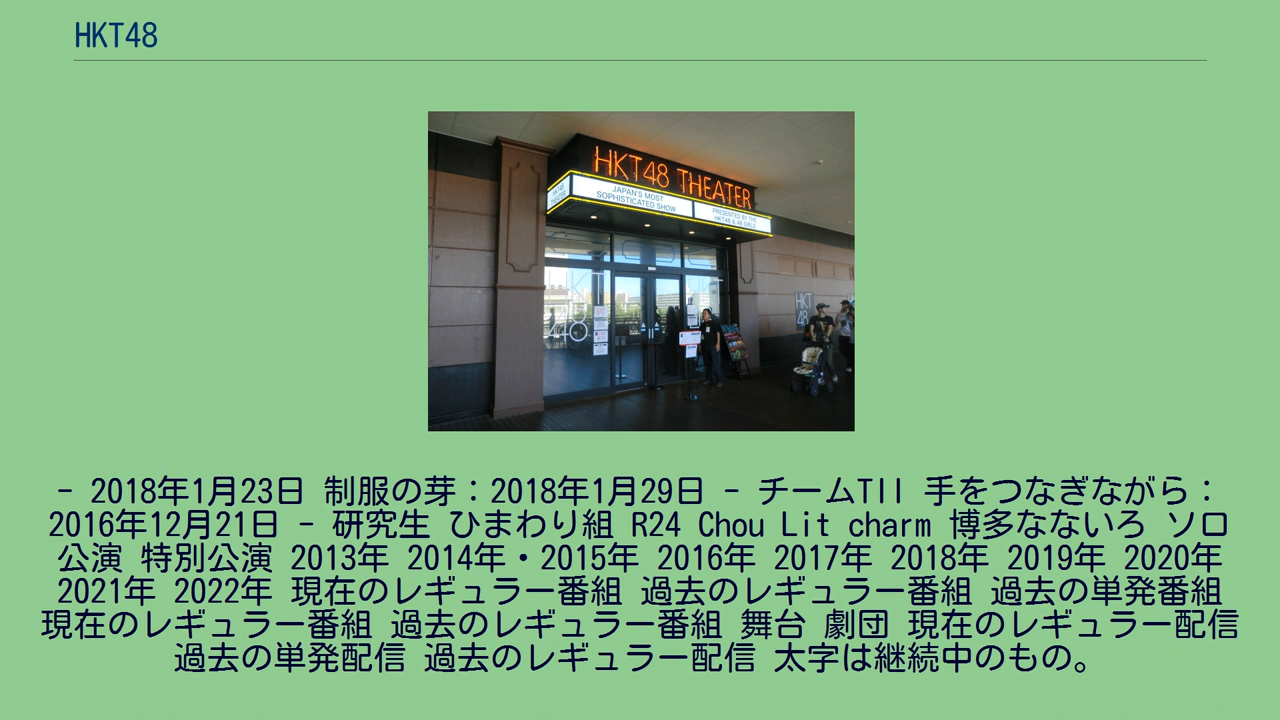 HKT48
HKT48 THEATER
JAPAN'S MOST
SOPHISTICATED SHOW
PRESENTED BY THE
HKT48 & 48 GIRLS
HKT
48
- 2018年1月23日 制服の芽：2018年1月29日 - チームTII 手をつなぎながら：
2016年12月21日 - 研究生 ひまわり組 R24 Chou Lit charm 博多なないろ ソロ
公演 特別公演 2013年 2014年・2015年 2016年 2017年 2018年 2019年 2020年
2021年 2022年 現在のレギュラー番組 過去のレギュラー番組 過去の単発番組
現在のレギュラー番組 過去のレギュラー番組 舞台 劇団 現在のレギュラー配信
過去の単発配信 過去のレギュラー配信 太字は継続中のもの。